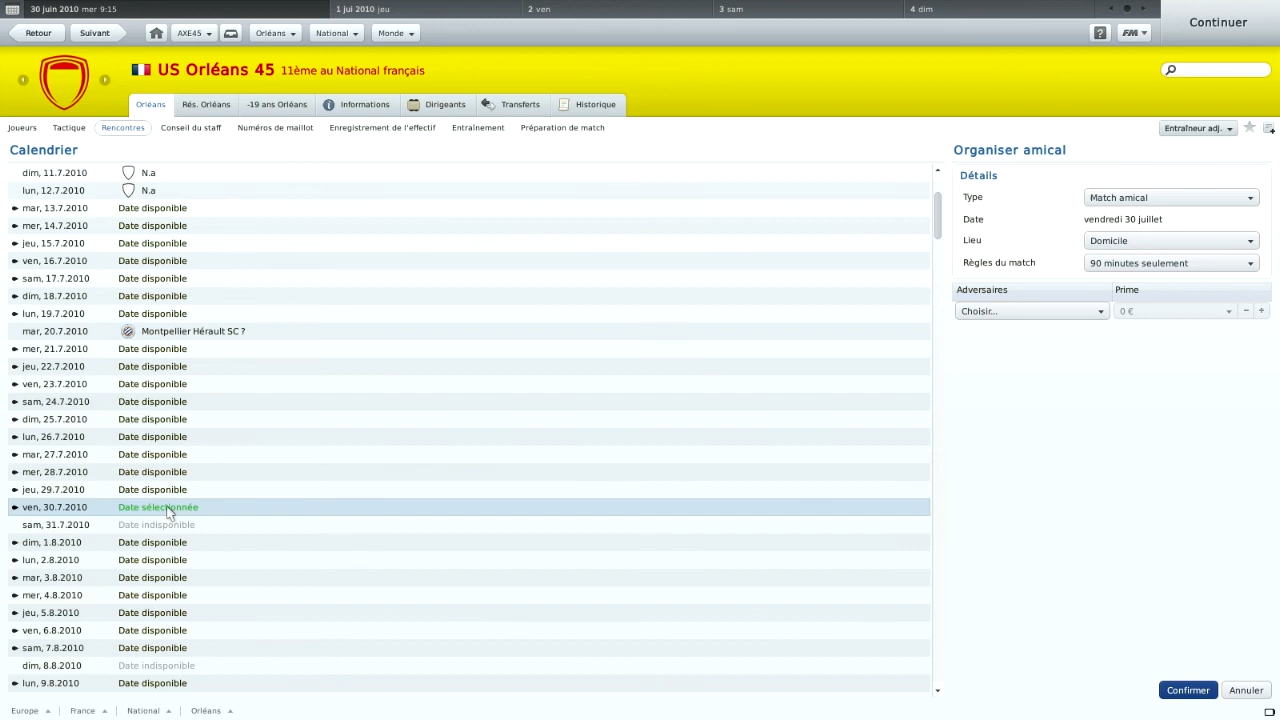 30 juin 2010 mer 9:15 1 jui 2010 jeu 2 ven 3 sam 4 dim
Continuer
Retour Suivant AXE45 Orléans National Monde ? FM
US Orléans 45 11ème au National français
Orléans Rés. Orléans -19 ans Orléans Informations Dirigeants Transferts Historique
Joueurs Tactique Rencontres Conseil du staff Numéros de maillot Enregistrement de l'effectif Entraînement Préparation de match Entraîneur adj.
Calendrier
dim, 11.7.2010 N.a
lun, 12.7.2010 N.a
mar, 13.7.2010 Date disponible
mer, 14.7.2010 Date disponible
jeu, 15.7.2010 Date disponible
ven, 16.7.2010 Date disponible
sam, 17.7.2010 Date disponible
dim, 18.7.2010 Date disponible
lun, 19.7.2010 Date disponible
mar, 20.7.2010 Montpellier Hérault SC ?
mer, 21.7.2010 Date disponible
jeu, 22.7.2010 Date disponible
ven, 23.7.2010 Date disponible
sam, 24.7.2010 Date disponible
dim, 25.7.2010 Date disponible
lun, 26.7.2010 Date disponible
mar, 27.7.2010 Date disponible
mer, 28.7.2010 Date disponible
jeu, 29.7.2010 Date disponible
ven, 30.7.2010 Date sélectionnée
sam, 31.7.2010 Date indisponible
dim, 1.8.2010 Date disponible
lun, 2.8.2010 Date disponible
mar, 3.8.2010 Date disponible
mer, 4.8.2010 Date disponible
jeu, 5.8.2010 Date disponible
ven, 6.8.2010 Date disponible
sam, 7.8.2010 Date disponible
dim, 8.8.2010 Date indisponible
lun, 9.8.2010 Date disponible
Organiser amical
Détails
Type Match amical
Date vendredi 30 juillet
Lieu Domicile
Règles du match 90 minutes seulement
Adversaires Prime
Choisir... 0 € − +
Confirmer Annuler
Europe France National Orléans